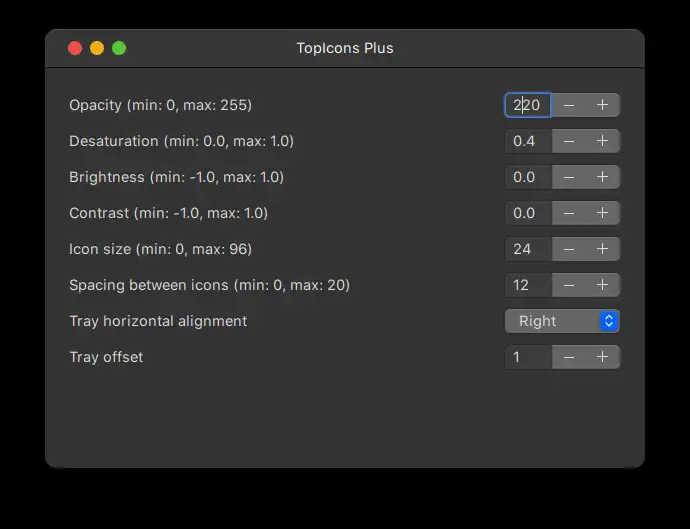 TopIcons Plus
Opacity (min: 0, max: 255) 220 − +
Desaturation (min: 0.0, max: 1.0) 0.4 − +
Brightness (min: -1.0, max: 1.0) 0.0 − +
Contrast (min: -1.0, max: 1.0) 0.0 − +
Icon size (min: 0, max: 96) 24 − +
Spacing between icons (min: 0, max: 20) 12 − +
Tray horizontal alignment Right
Tray offset 1 − +